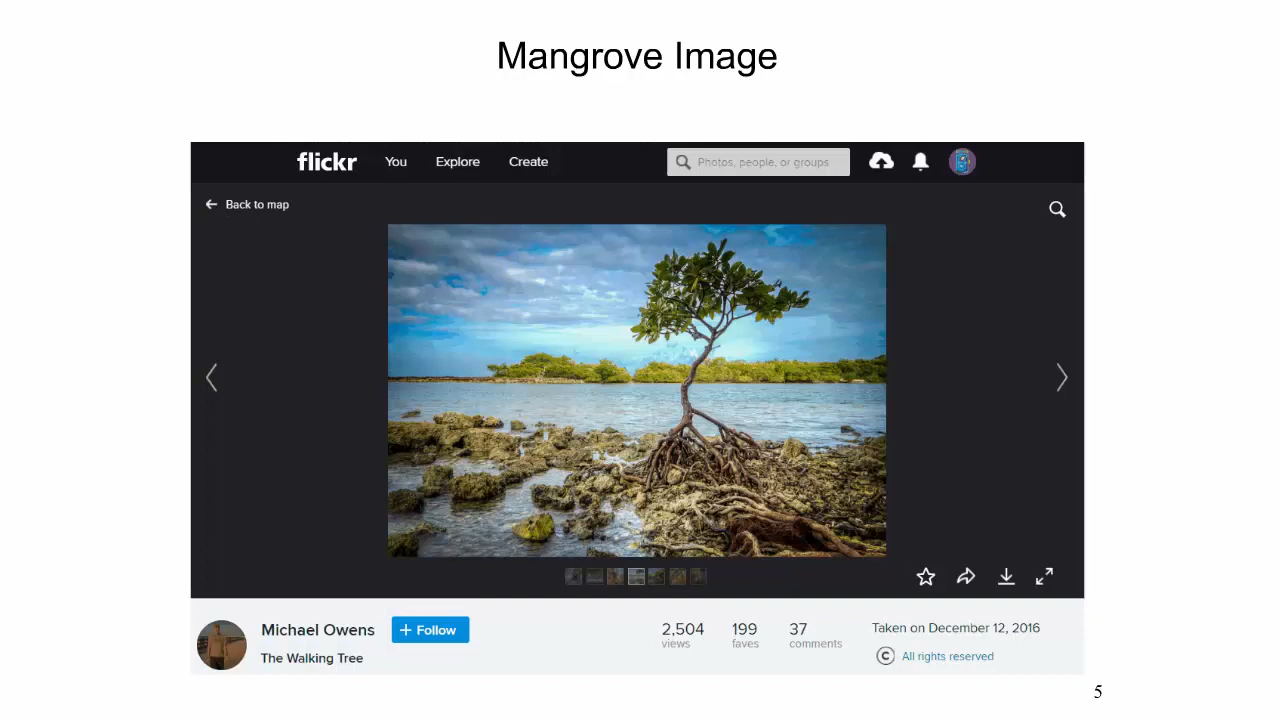 Mangrove Image
flickr You Explore Create Photos, people, or groups
Back to map
Michael Owens + Follow 2,504 199 37 Taken on December 12, 2016
views faves comments
The Walking Tree © All rights reserved
5